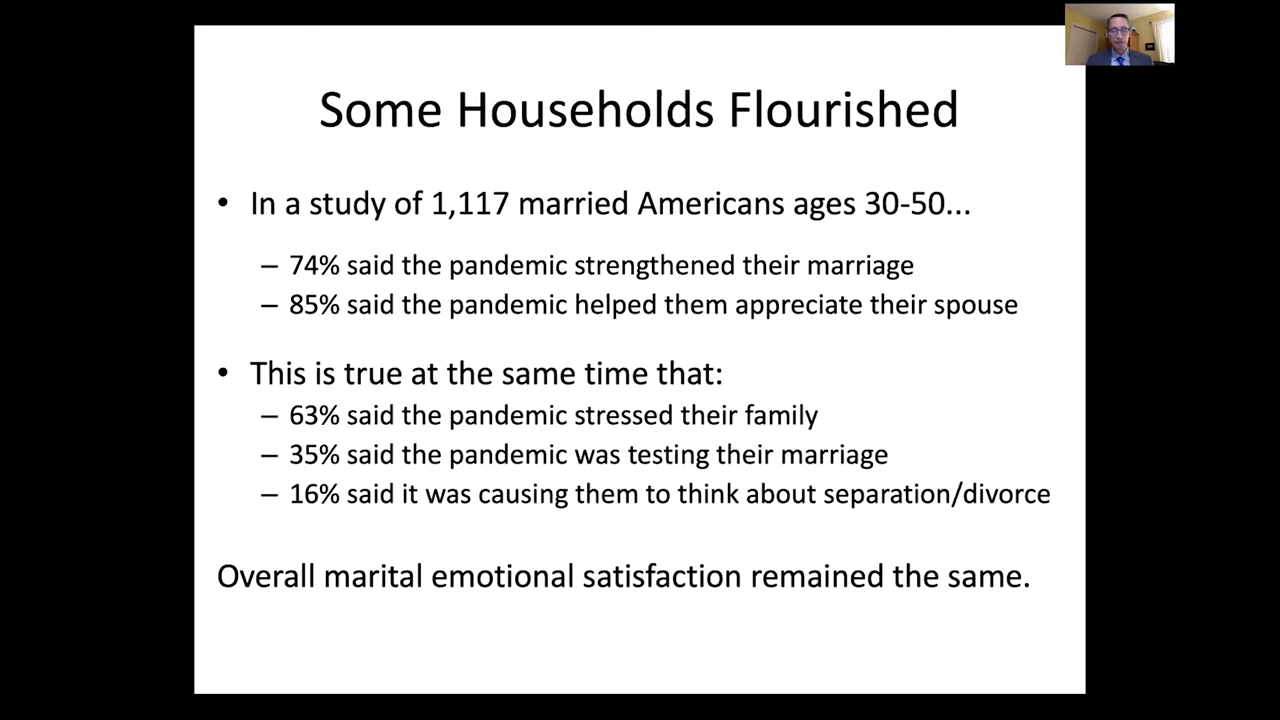 Some Households Flourished
• In a study of 1,117 married Americans ages 30-50...
– 74% said the pandemic strengthened their marriage
– 85% said the pandemic helped them appreciate their spouse
• This is true at the same time that:
– 63% said the pandemic stressed their family
– 35% said the pandemic was testing their marriage
– 16% said it was causing them to think about separation/divorce
Overall marital emotional satisfaction remained the same.